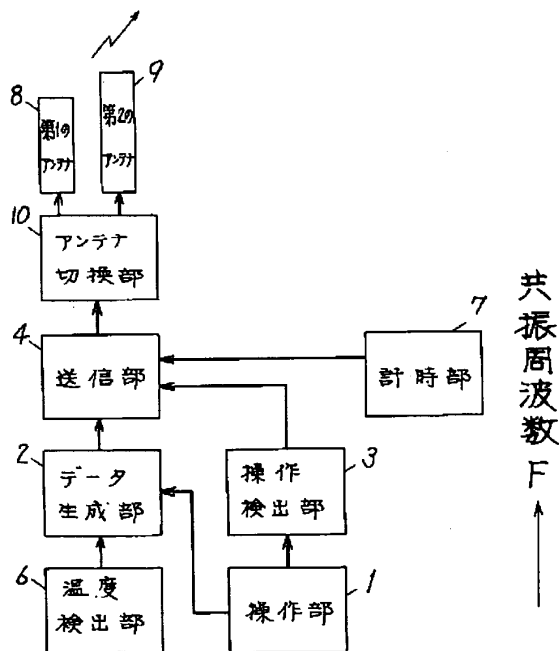 9
8
第1の
アンテナ
第2の
アンテナ
10
アンテナ
切換部
4
送信部
7
計時部
2
データ
生成部
3
操作
検出部
6
温度
検出部
1
操作部
共振周波数 F